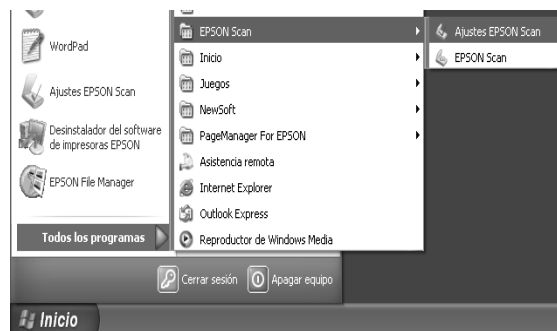 WordPad
Ajustes EPSON Scan
Desinstalador del software
de impresoras EPSON
EPSON File Manager
Todos los programas
EPSON Scan
Inicio
Juegos
NewSoft
PageManager For EPSON
Asistencia remota
Internet Explorer
Outlook Express
Reproductor de Windows Media
Ajustes EPSON Scan
EPSON Scan
Cerrar sesión
Apagar equipo
Inicio